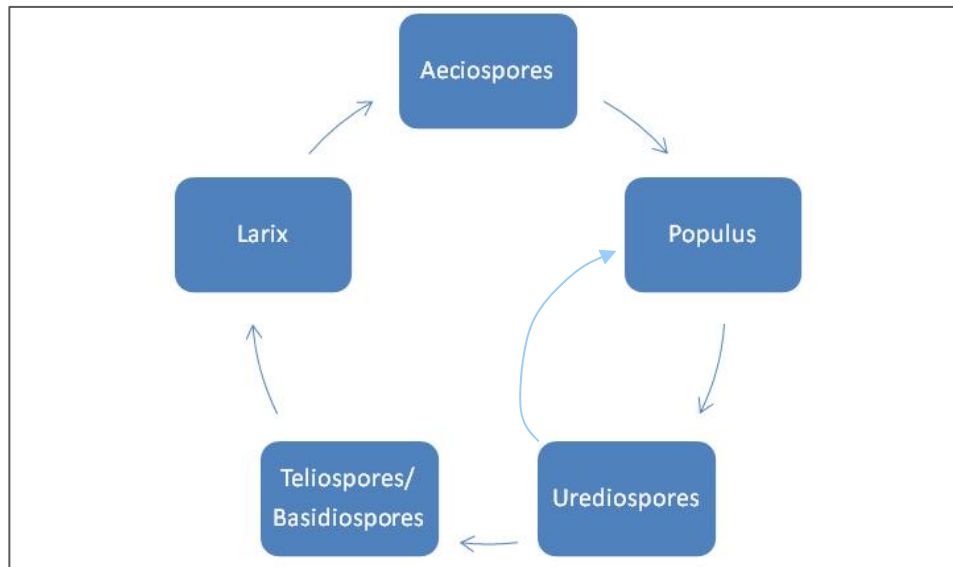 Aeciospores
Larix
Populus
Teliospores/
Basidiospores
Urediospores